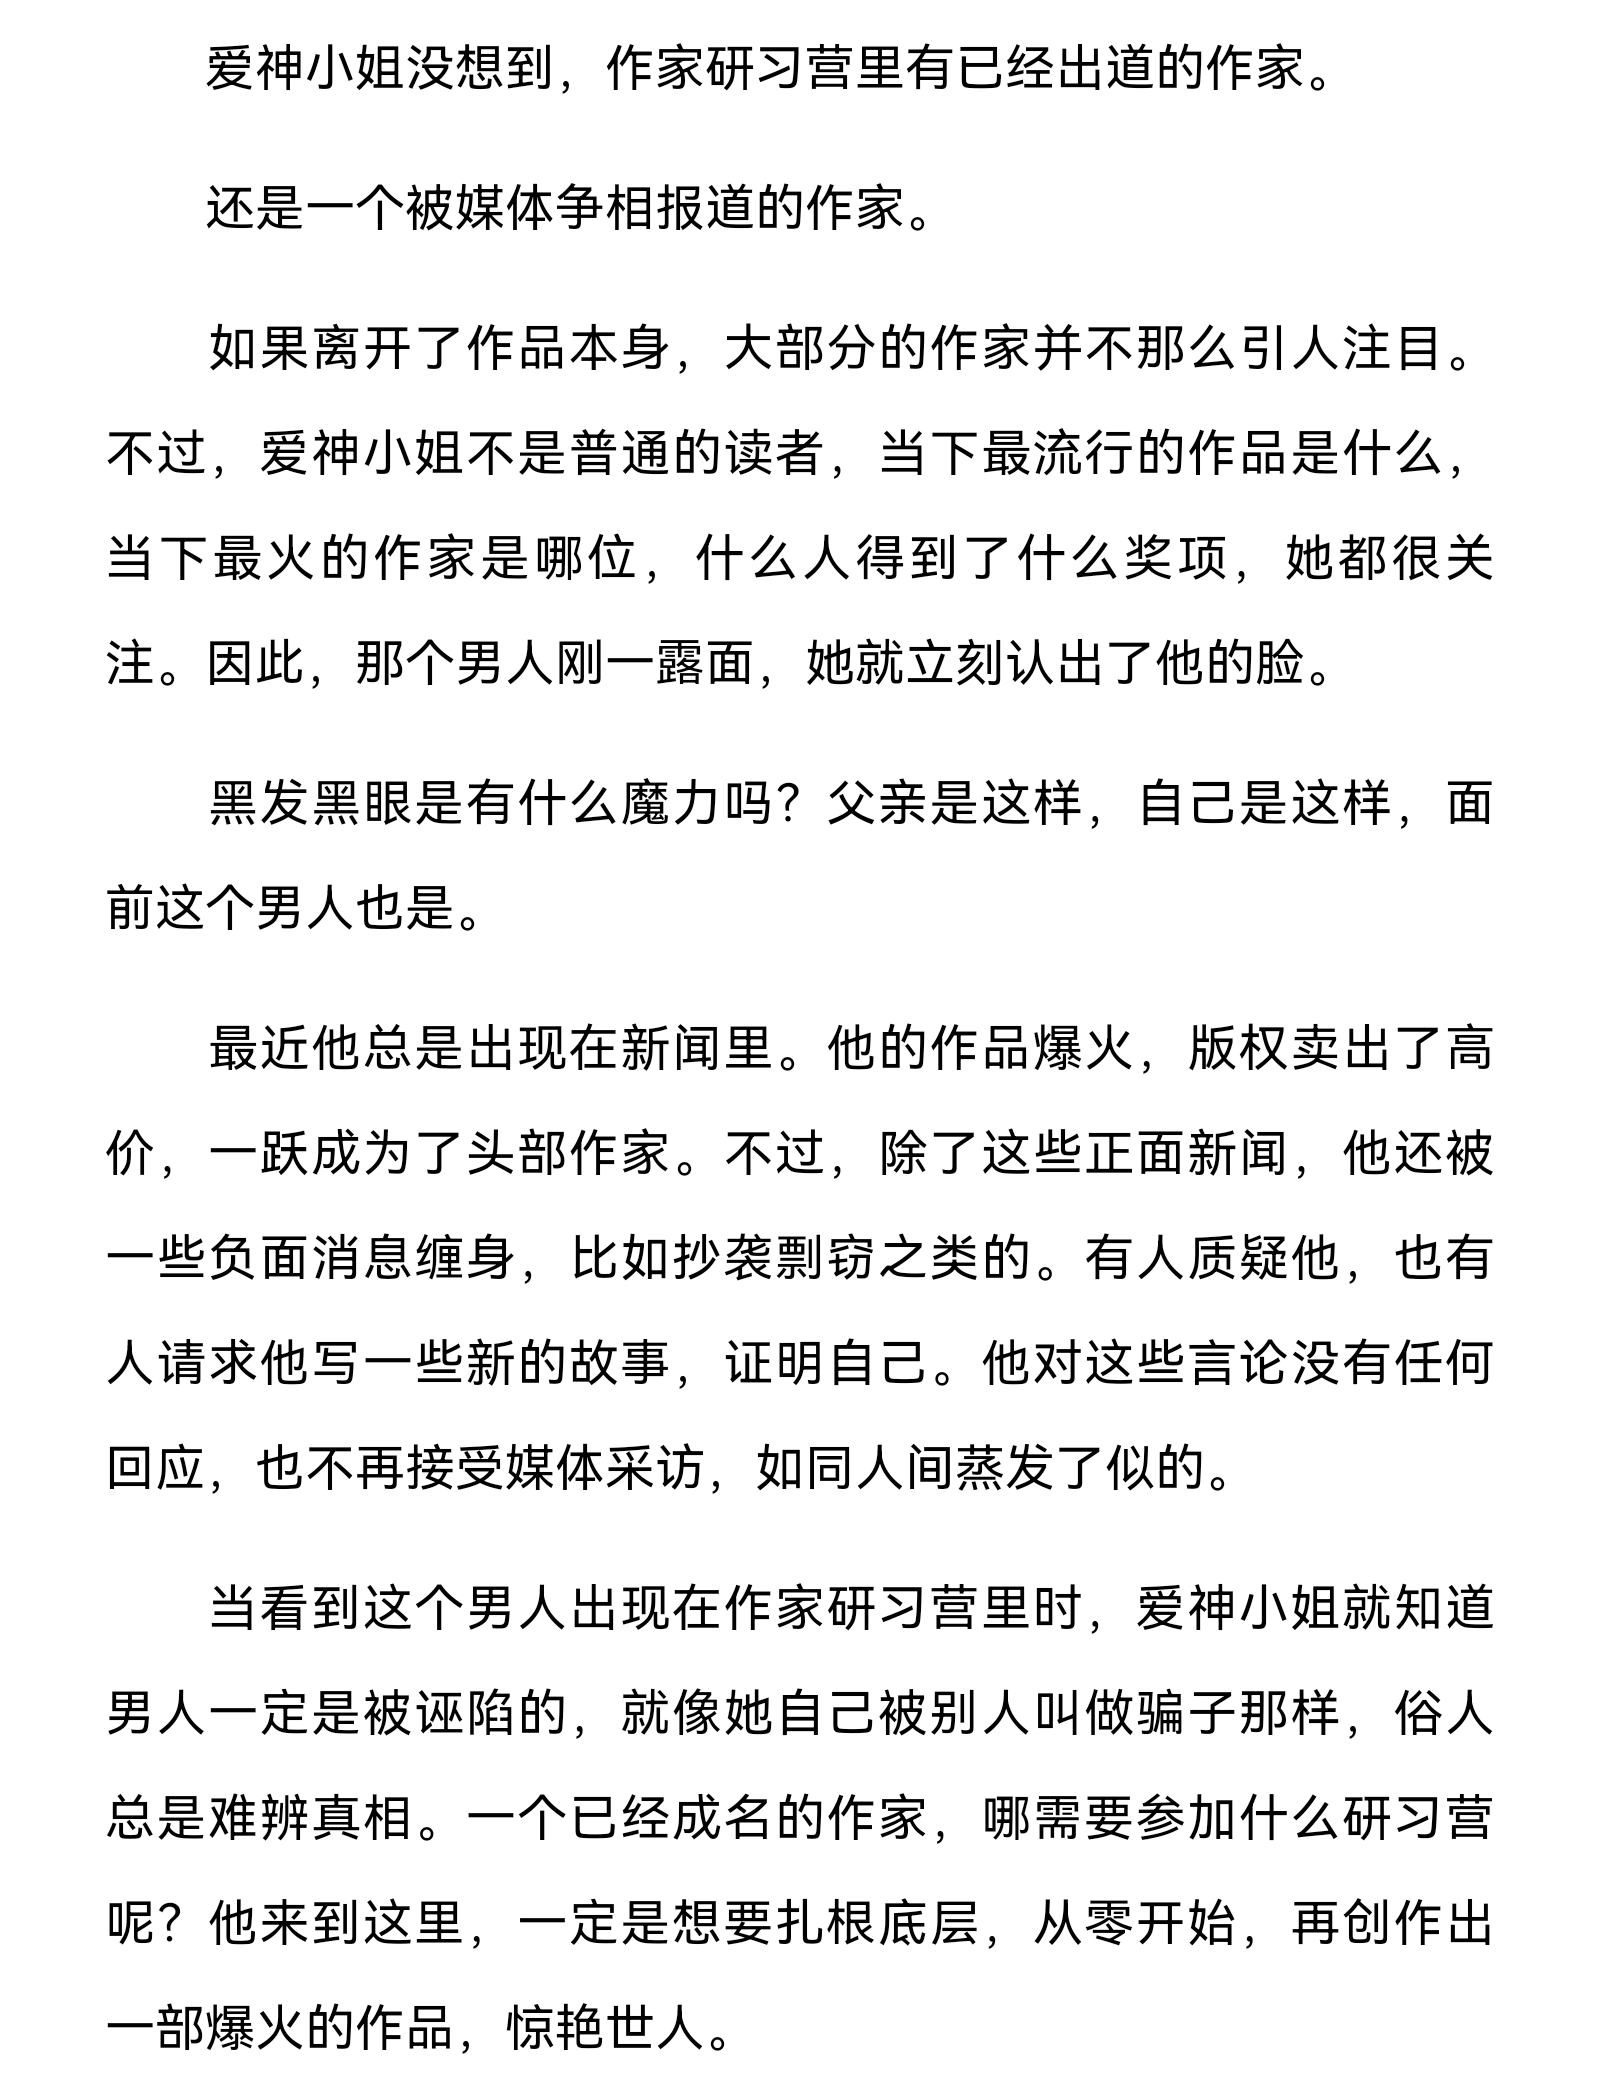 爱神小姐没想到，作家研习营里有已经出道的作家。
还是一个被媒体争相报道的作家。
如果离开了作品本身，大部分的作家并不那么引人注目。
不过，爱神小姐不是普通的读者，当下最流行的作品是什么，
当下最火的作家是哪位，什么人得到了什么奖项，她都很关
注。因此，那个男人刚一露面，她就立刻认出了他的脸。
黑发黑眼是有什么魔力吗？父亲是这样，自己是这样，面
前这个男人也是。
最近他总是出现在新闻里。他的作品爆火，版权卖出了高
价，一跃成为了头部作家。不过，除了这些正面新闻，他还被
一些负面消息缠身，比如抄袭剽窃之类的。有人质疑他，也有
人请求他写一些新的故事，证明自己。他对这些言论没有任何
回应，也不再接受媒体采访，如同人间蒸发了似的。
当看到这个男人出现在作家研习营里时，爱神小姐就知道
男人一定是被诬陷的，就像她自己被别人叫做骗子那样，俗人
总是难辨真相。一个已经成名的作家，哪需要参加什么研习营
呢？他来到这里，一定是想要扎根底层，从零开始，再创作出
一部爆火的作品，惊艳世人。